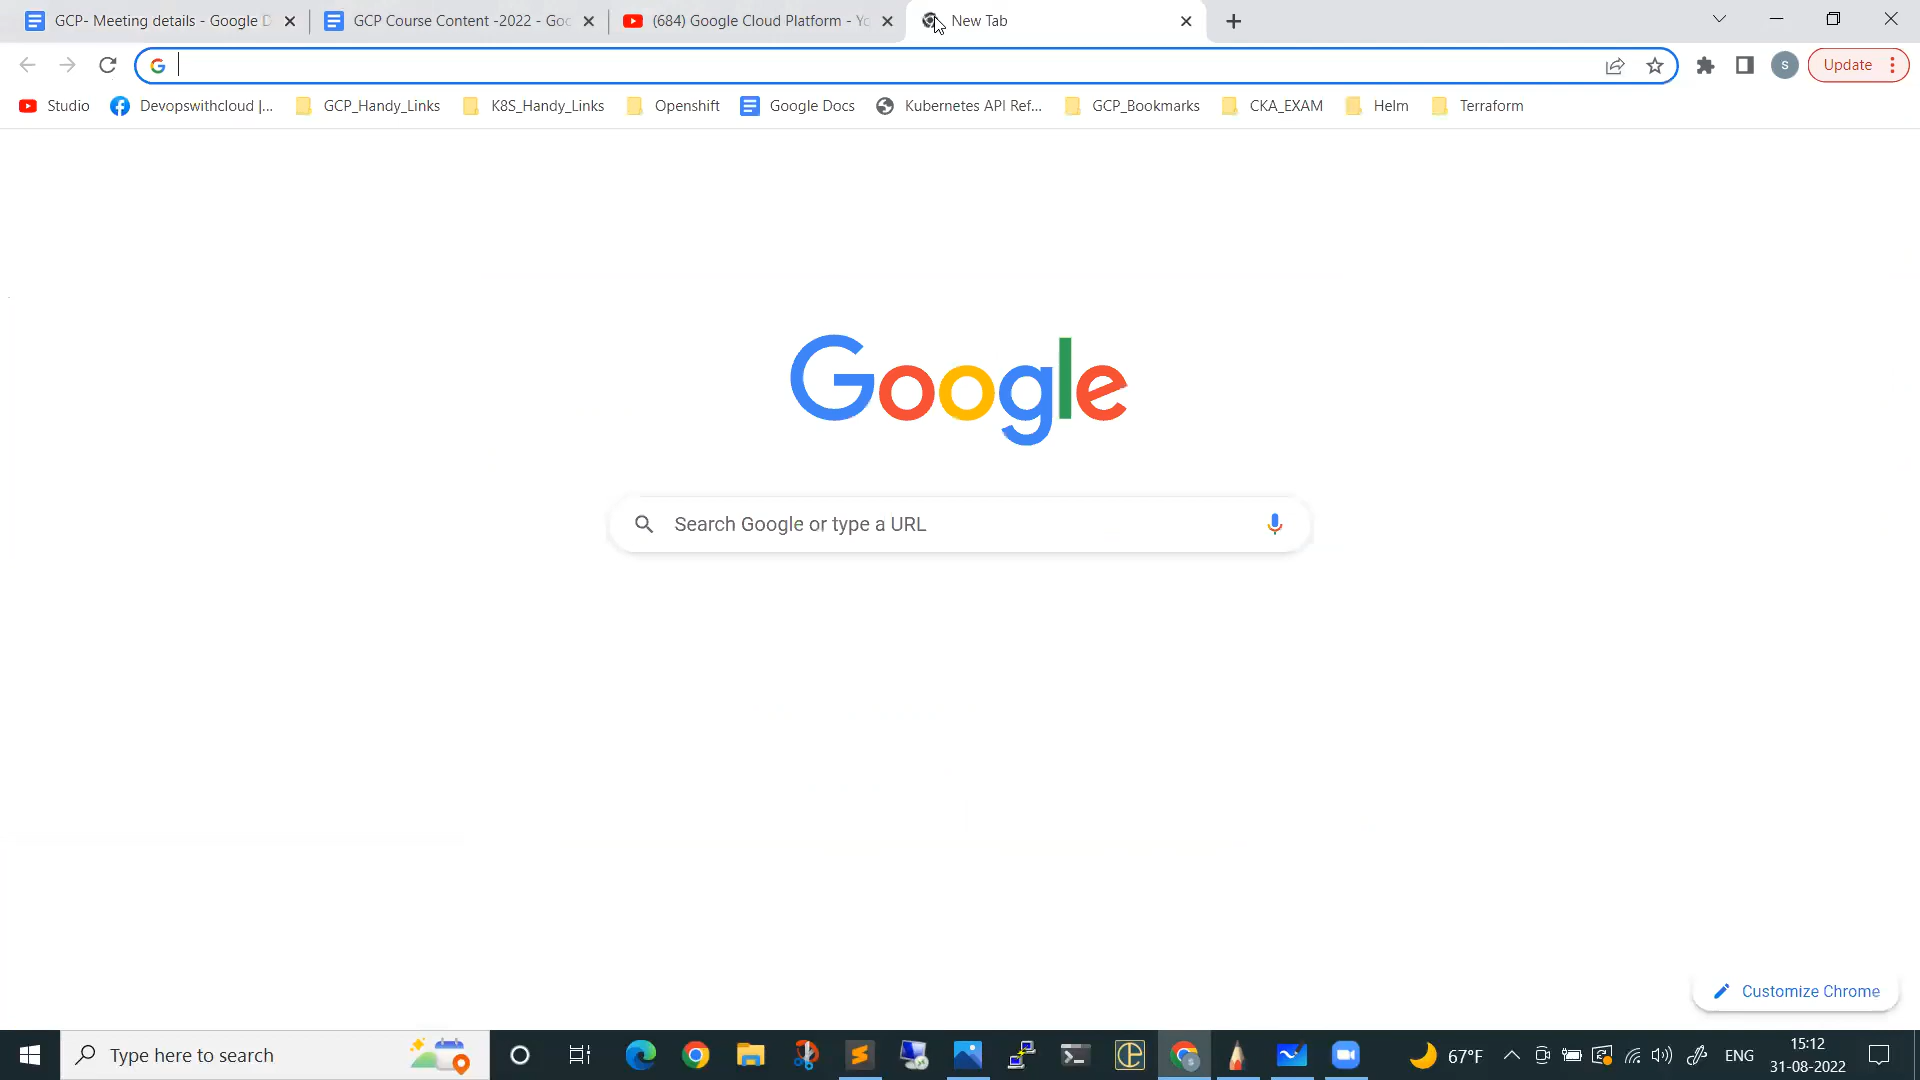 GCP- Meeting details - Google D
GCP Course Content -2022 - Goo
(684) Google Cloud Platform - Yo
New Tab
S
Update
Studio
Devopswithcloud |...
GCP_Handy_Links
K8S_Handy_Links
Openshift
Google Docs
Kubernetes API Ref...
GCP_Bookmarks
CKA_EXAM
Helm
Terraform
Google
Search Google or type a URL
Customize Chrome
Type here to search
67°F
ENG
15:12
31-08-2022